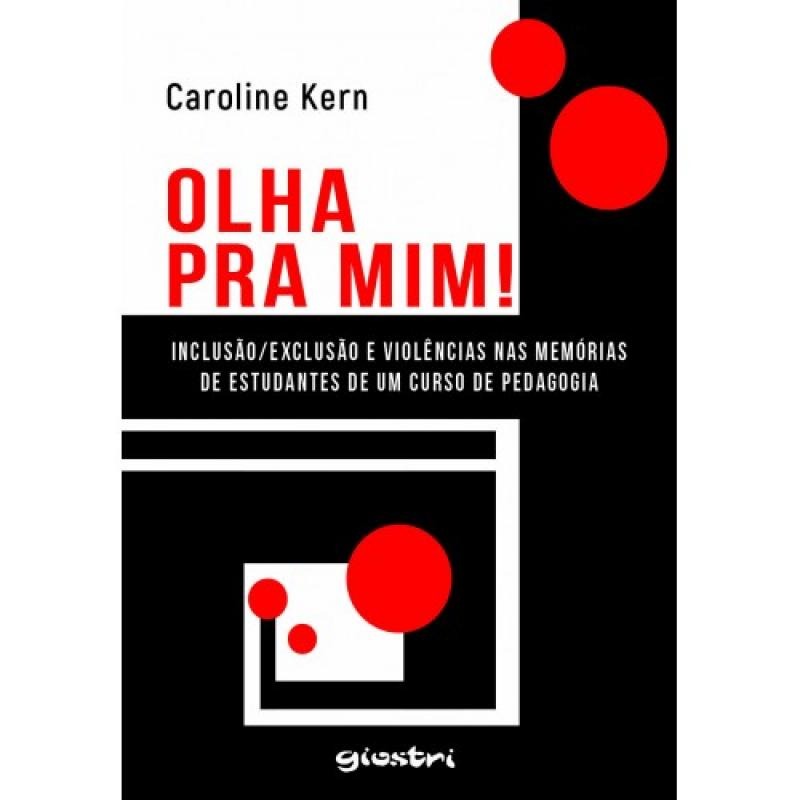 Caroline Kern
OLHA
PRA MIM!
INCLUSÃO/EXCLUSÃO E VIOLÊNCIAS NAS MEMÓRIAS
DE ESTUDANTES DE UM CURSO DE PEDAGOGIA
giostri